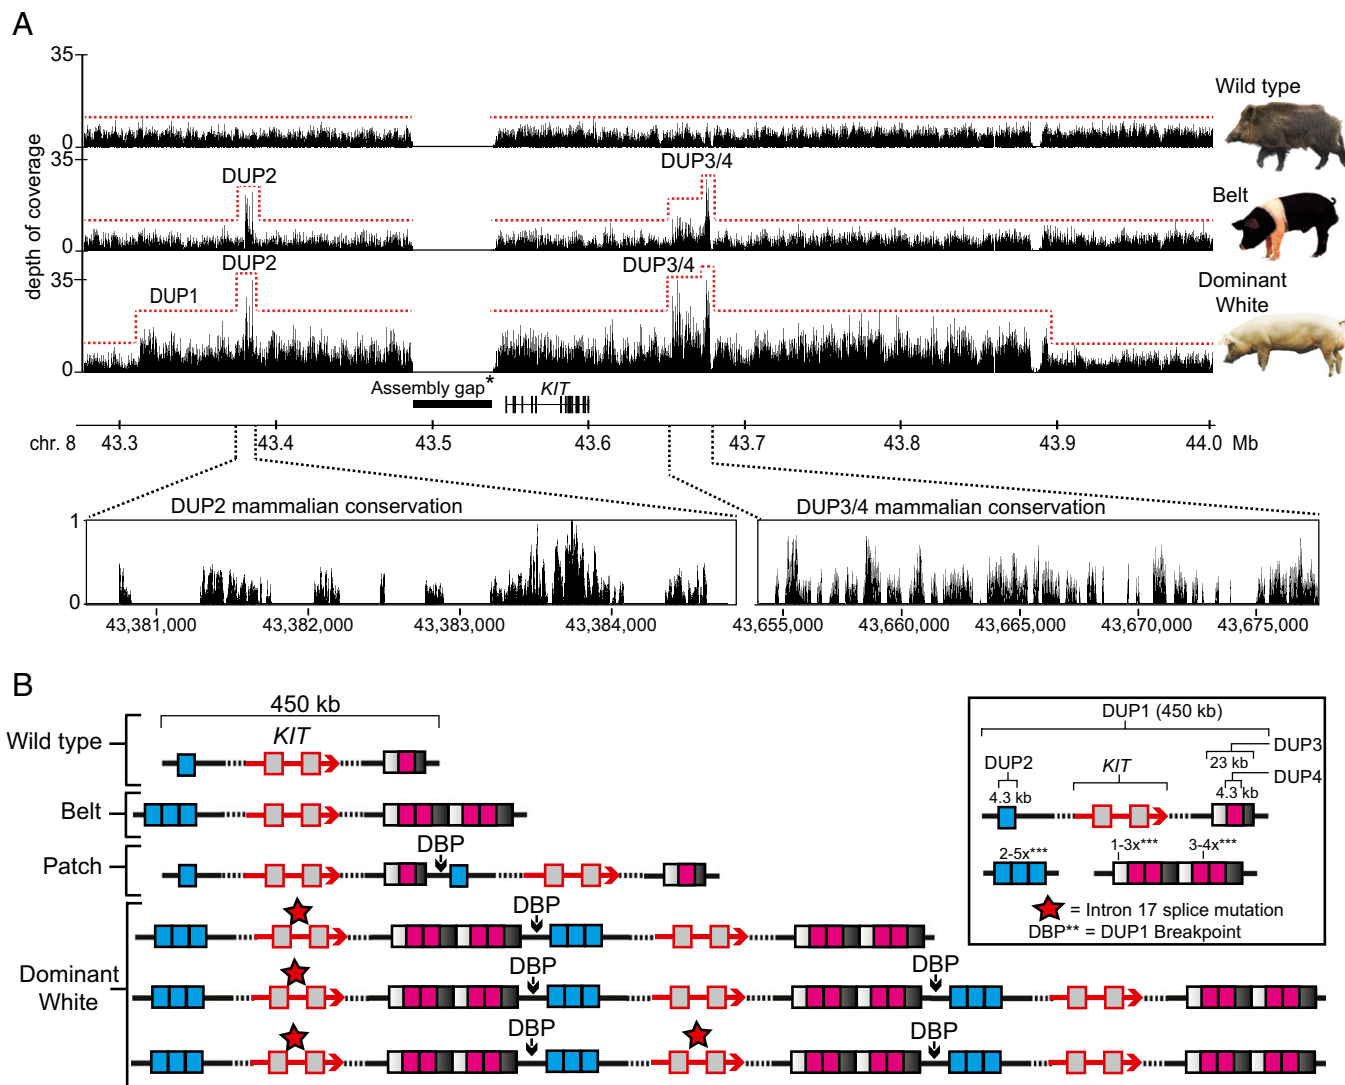 A
35
0
Wild type
depth of coverage
35
0
DUP2
DUP3/4
Belt
35
0
DUP1
DUP2
DUP3/4
Dominant
White
Assembly gap*
KIT
chr. 8 43.3 43.4 43.5 43.6 43.7 43.8 43.9 44.0 Mb
DUP2 mammalian conservation
1
0
43,381,000 43,382,000 43,383,000 43,384,000
DUP3/4 mammalian conservation
43,655,000 43,660,000 43,665,000 43,670,000 43,675,000
B
450 kb
Wild type
KIT
Belt
Patch
DBP
Dominant
White
DBP
DBP
DBP
DBP
DBP
DUP1 (450 kb)
DUP2
4.3 kb
KIT
DUP3
23 kb
DUP4
4.3 kb
2-5x***
1-3x***
3-4x***
= Intron 17 splice mutation
DBP** = DUP1 Breakpoint